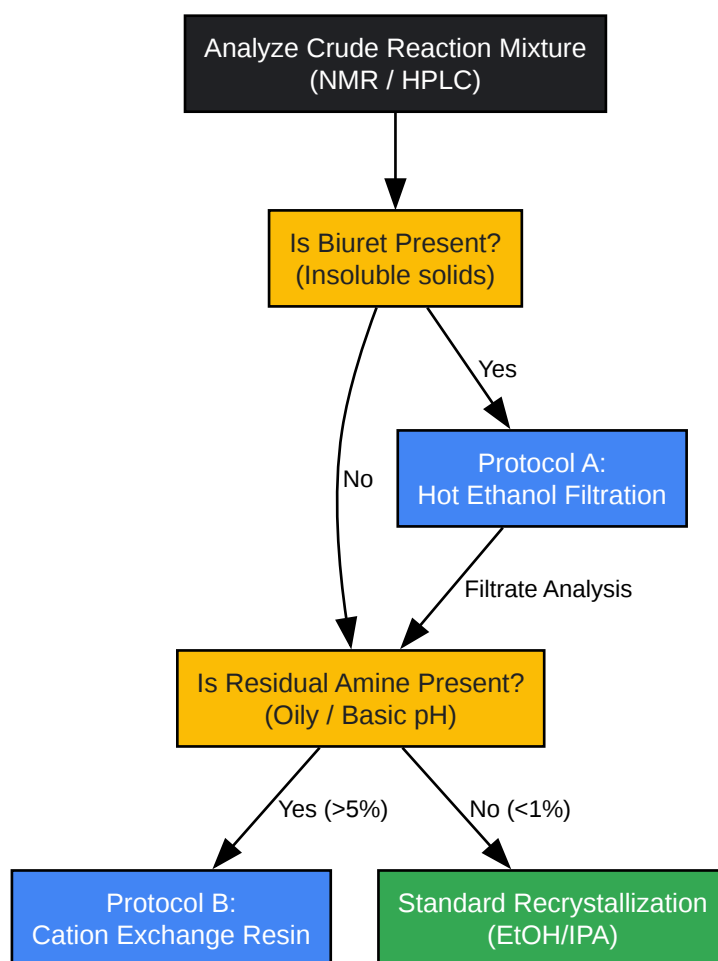 Analyze Crude Reaction Mixture
(NMR / HPLC)
Is Biuret Present?
(Insoluble solids)
Yes
Protocol A:
Hot Ethanol Filtration
No
Filtrate Analysis
Is Residual Amine Present?
(Oily / Basic pH)
Yes (>5%)
No (<1%)
Protocol B:
Cation Exchange Resin
Standard Recrystallization
(EtOH/IPA)